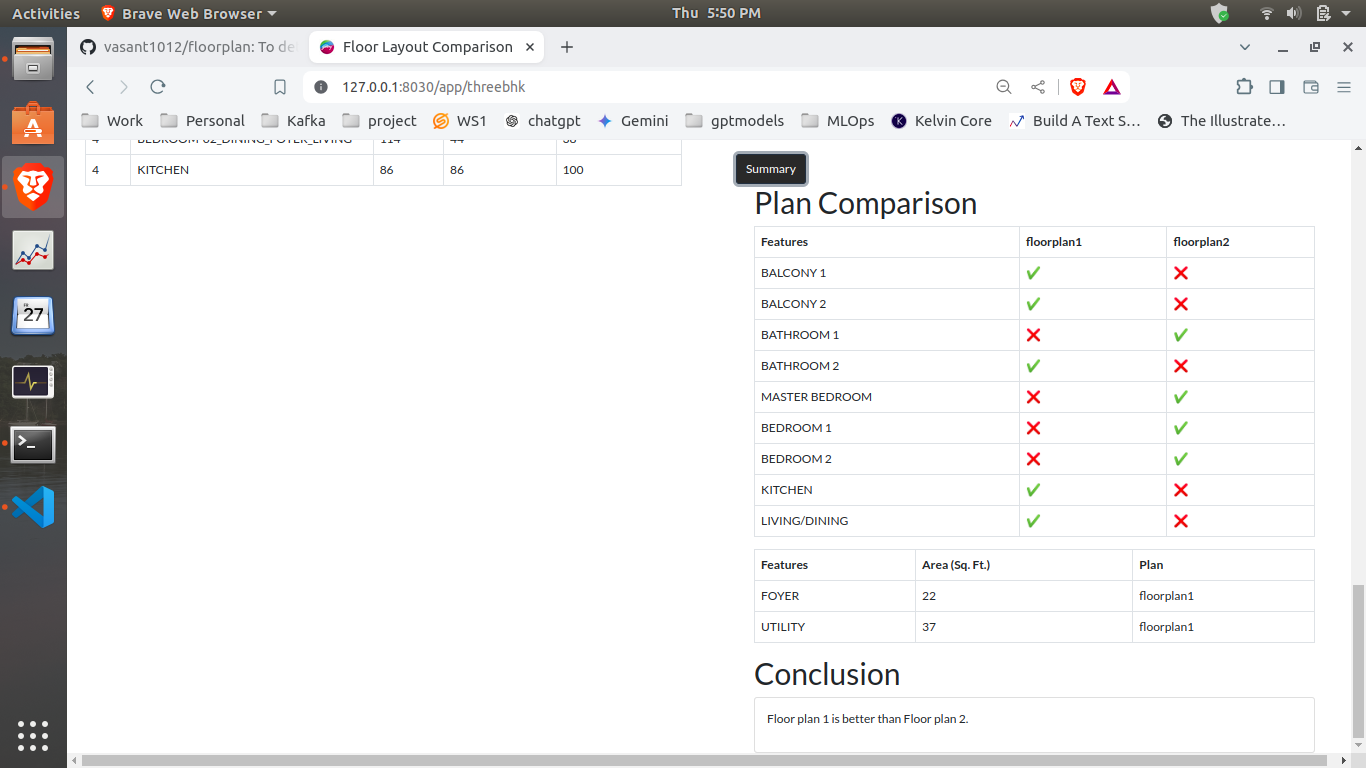 Activities Brave Web Browser Thu 5:50 PM
vasant1012/floorplan: To de Floor Layout Comparison
127.0.0.1:8030/app/threebhk
Work Personal Kafka project WS1 chatgpt Gemini gptmodels MLOps Kelvin Core Build A Text S… The Illustrate…
4 BEDROOM 02_DINING_FOYER_LIVING 114 44 38
4 KITCHEN 86 86 100
Summary
Plan Comparison
Features floorplan1 floorplan2
BALCONY 1 ✔ ❌
BALCONY 2 ✔ ❌
BATHROOM 1 ❌ ✔
BATHROOM 2 ✔ ❌
MASTER BEDROOM ❌ ✔
BEDROOM 1 ❌ ✔
BEDROOM 2 ❌ ✔
KITCHEN ✔ ❌
LIVING/DINING ✔ ❌
Features Area (Sq. Ft.) Plan
FOYER 22 floorplan1
UTILITY 37 floorplan1
Conclusion
Floor plan 1 is better than Floor plan 2.
FR
27